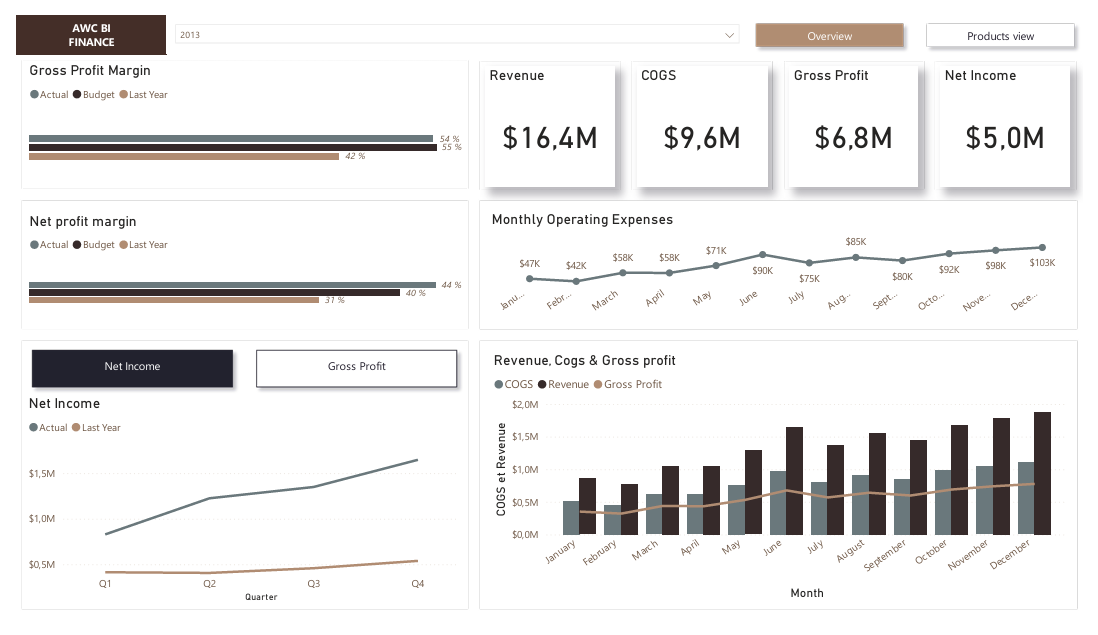 AWC BI
FINANCE
2013
Overview
Products view
Gross Profit Margin
Actual Budget Last Year
54 %
55 %
42 %
Revenue
$16,4M
COGS
$9,6M
Gross Profit
$6,8M
Net Income
$5,0M
Net profit margin
Actual Budget Last Year
44 %
40 %
31 %
Monthly Operating Expenses
$47K $42K $58K $58K $71K $90K $75K $85K $80K $92K $98K $103K
Janu... Febr... March April May June July Aug... Sept... Octo... Nove... Dece...
Net Income
Gross Profit
Net Income
Actual Last Year
$1,5M
$1,0M
$0,5M
Q1 Q2 Q3 Q4
Quarter
Revenue, Cogs & Gross profit
COGS Revenue Gross Profit
COGS et Revenue
$2,0M
$1,5M
$1,0M
$0,5M
$0,0M
January February March April May June July August September October November December
Month